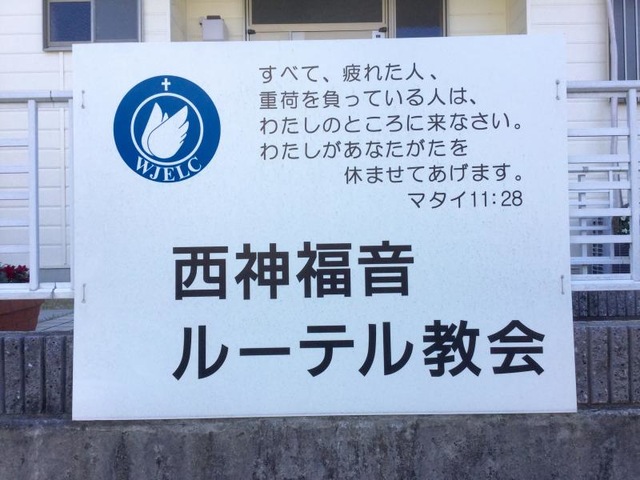 すべて、疲れた人、
重荷を負っている人は、
わたしのところに来なさい。
わたしがあなたがたを
休ませてあげます。
マタイ11:28
WJELC
西神福音
ルーテル教会